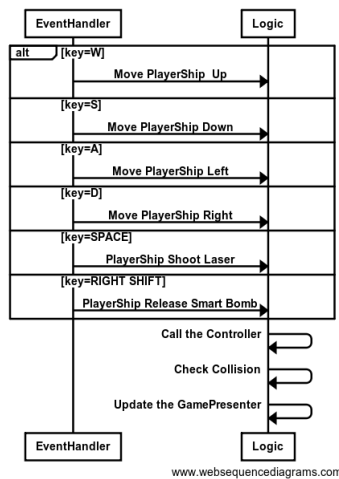 EventHandler Logic
alt [key=W]
Move PlayerShip Up
[key=S]
Move PlayerShip Down
[key=A]
Move PlayerShip Left
[key=D]
Move PlayerShip Right
[key=SPACE]
PlayerShip Shoot Laser
[key=RIGHT SHIFT]
PlayerShip Release Smart Bomb
Call the Controller
Check Collision
Update the GamePresenter
EventHandler Logic
www.websequencediagrams.com